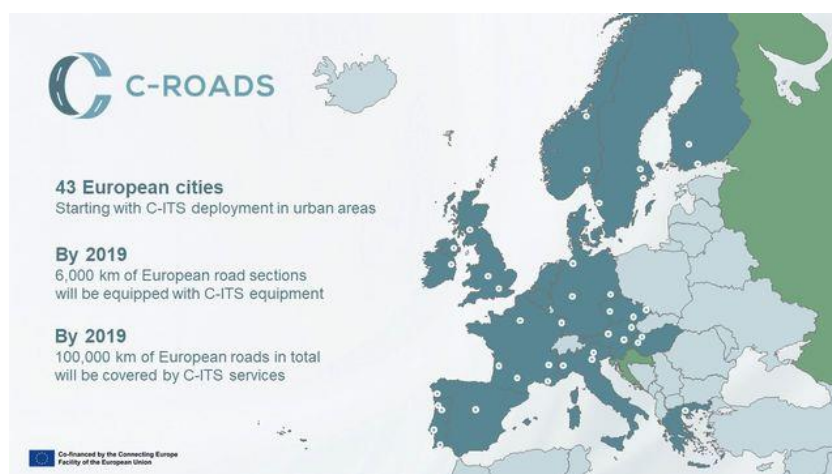 C-ROADS
43 European cities
Starting with C-ITS deployment in urban areas
By 2019
6,000 km of European road sections
will be equipped with C-ITS equipment
By 2019
100,000 km of European roads in total
will be covered by C-ITS services
Co-financed by the Connecting Europe
Facility of the European Union